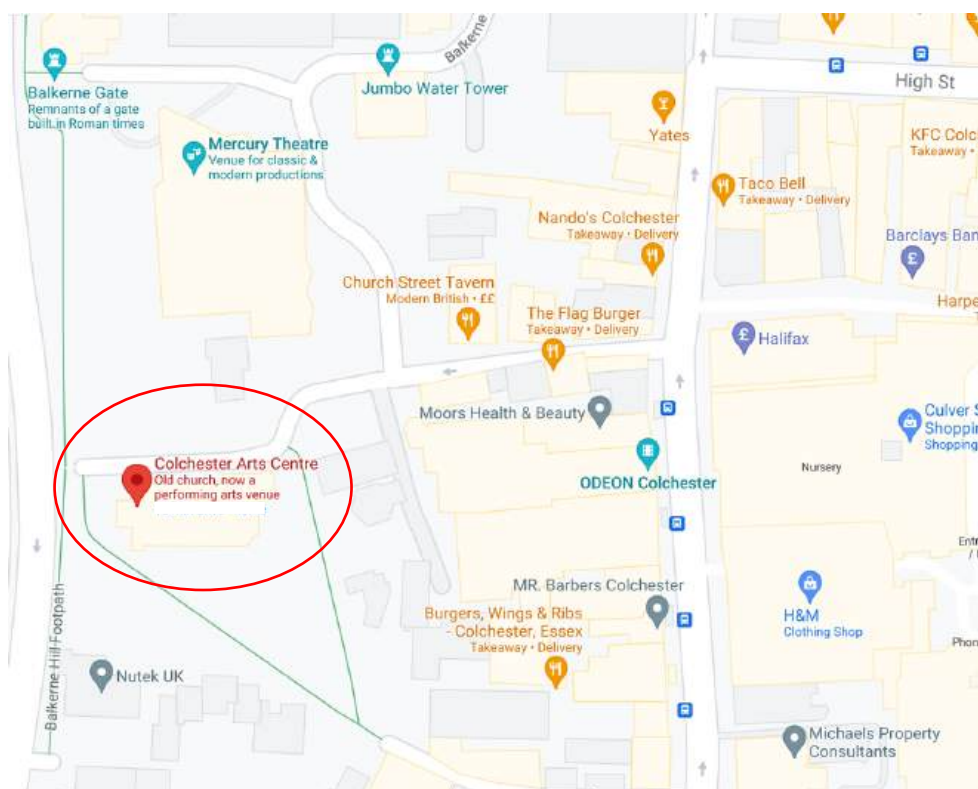 Balkerne
Balkerne Gate
Remnants of a gate
built in Roman times
Jumbo Water Tower
High St
Mercury Theatre
Venue for classic &
modern productions
Yates
KFC Colc
Takeaway •
Taco Bell
Takeaway • Delivery
Nando's Colchester
Takeaway • Delivery
Barclays Ban
Church Street Tavern
Modern British • ££
The Flag Burger
Takeaway • Delivery
Harpe
Halifax
Moors Health & Beauty
Culver S
Shoppin
Shopping
Colchester Arts Centre
Old church, now a
performing arts venue
ODEON Colchester
Nursery
Entr
MR. Barbers Colchester
Burgers, Wings & Ribs
- Colchester, Essex
Takeaway • Delivery
H&M
Clothing Shop
Phon
Balkerne Hill Footpath
Nutek UK
Michaels Property
Consultants